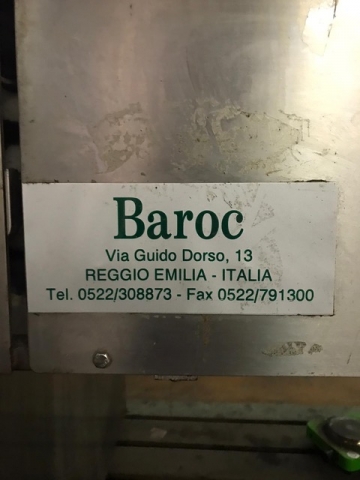 Baroc
Via Guido Dorso, 13
REGGIO EMILIA - ITALIA
Tel. 0522/308873 - Fax 0522/791300